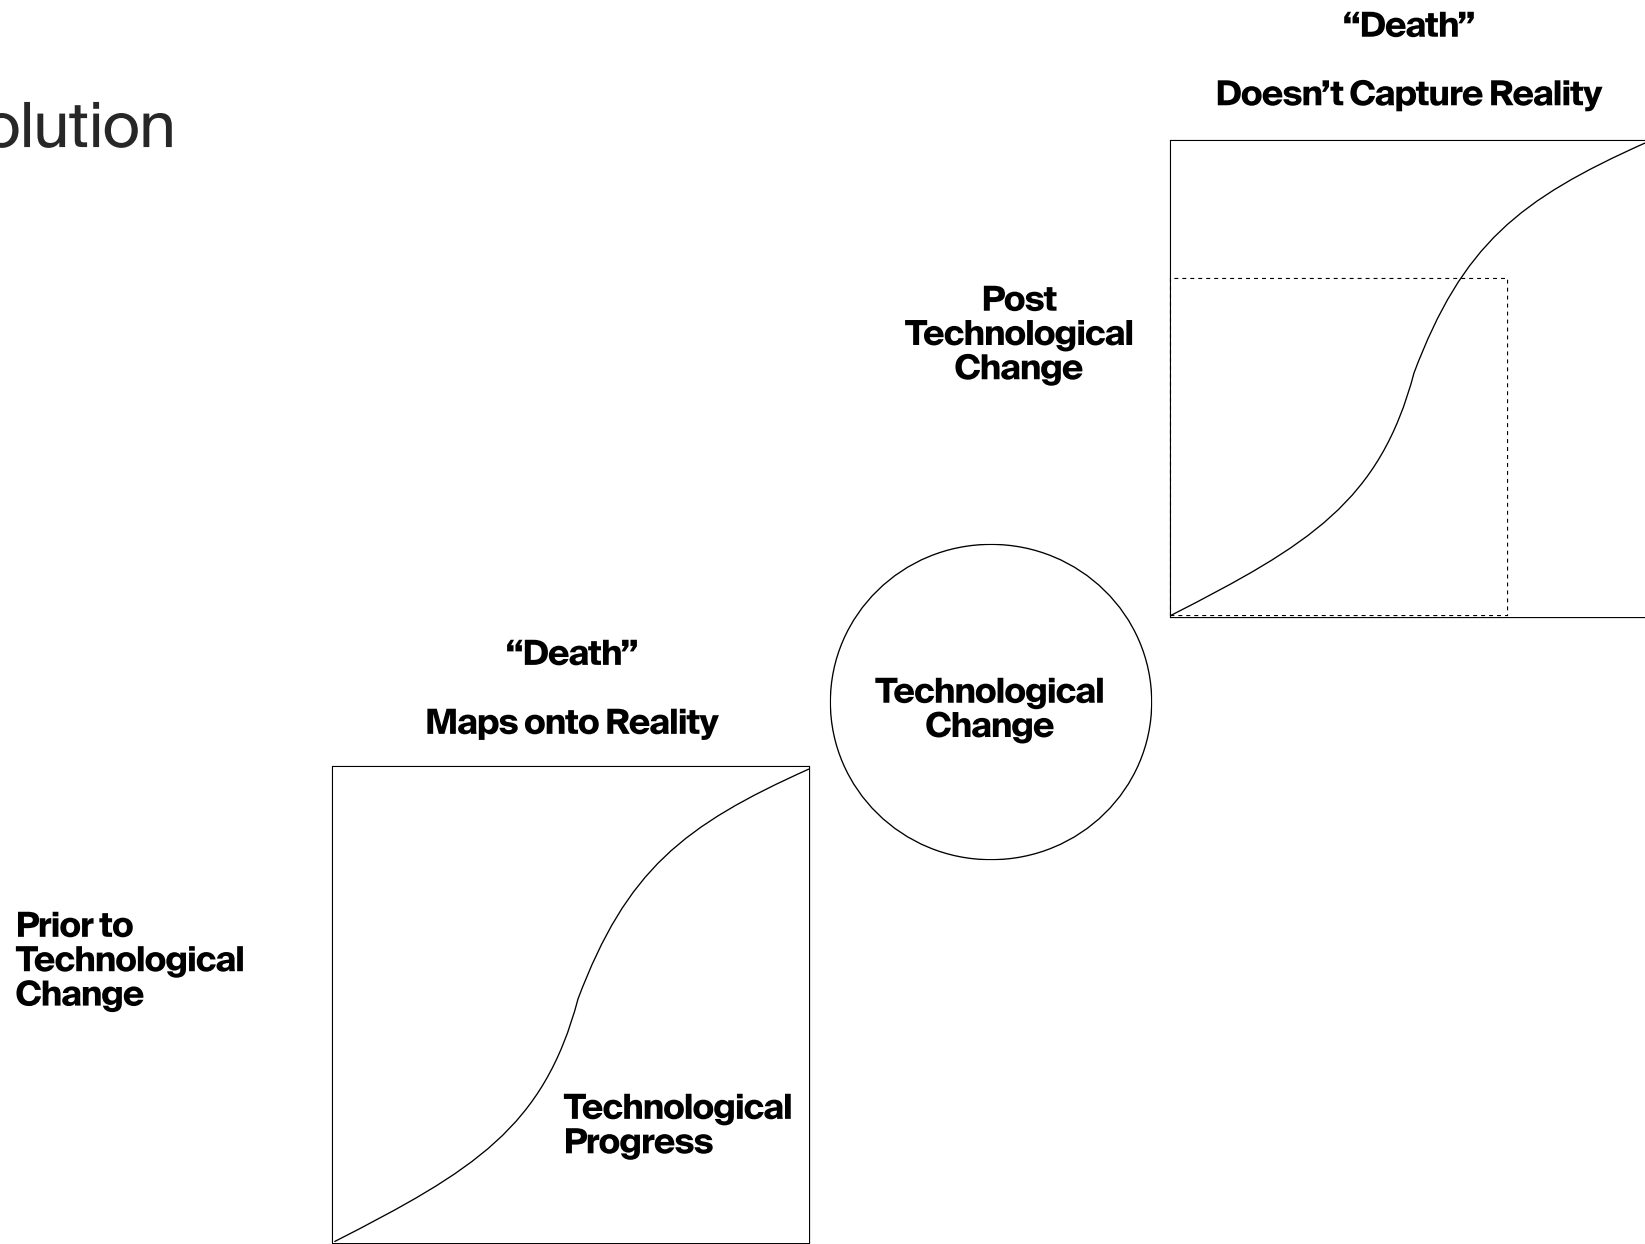 olution
“Death”
Doesn’t Capture Reality
Post
Technological
Change
Technological
Change
“Death”
Maps onto Reality
Prior to
Technological
Change
Technological
Progress